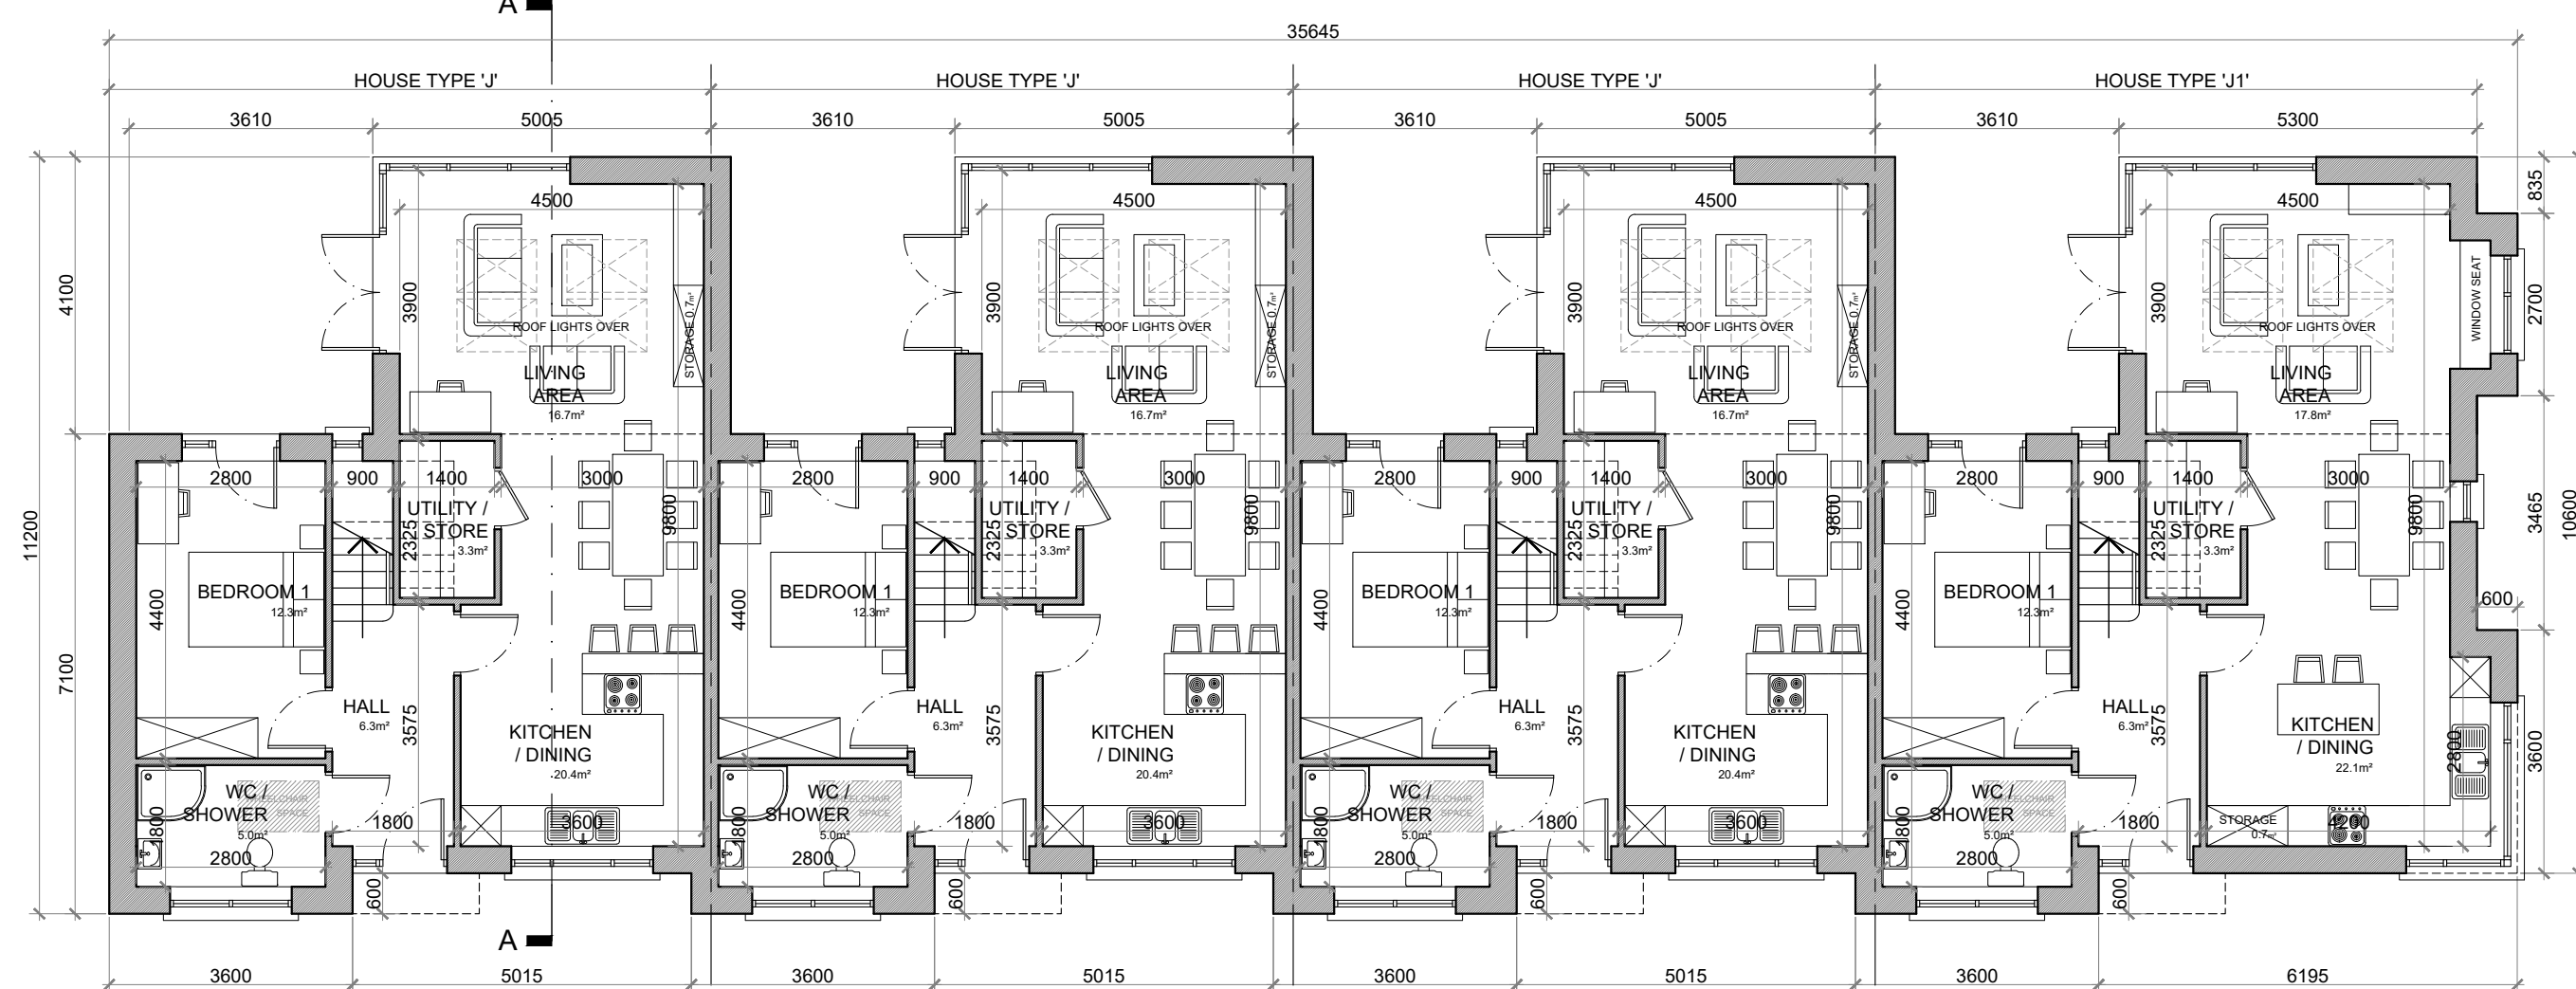 A
35645
HOUSE TYPE 'J' HOUSE TYPE 'J' HOUSE TYPE 'J' HOUSE TYPE 'J1'
3610 5005 3610 5005 3610 5005 3610 5300
4500 4500 4500 4500
835
4100 3900 3900 3900 3900 2700
STORAGE 0.7m² STORAGE 0.7m² STORAGE 0.7m² WINDOW SEAT
ROOF LIGHTS OVER ROOF LIGHTS OVER ROOF LIGHTS OVER ROOF LIGHTS OVER
LIVING LIVING LIVING LIVING
AREA AREA AREA AREA
16.7m² 16.7m² 16.7m² 17.8m²
2800 900 1400 3000 2800 900 1400 3000 2800 900 1400 3000 2800 900 1400 3000
UTILITY / UTILITY / UTILITY / UTILITY /
STORE STORE STORE STORE
3.3m² 3.3m² 3.3m² 3.3m²
11200 2325 9800 2325 9800 2325 9800 2325 9800 3465 10600
BEDROOM 1 BEDROOM 1 BEDROOM 1 BEDROOM 1
12.3m² 12.3m² 12.3m² 12.3m²
4400 4400 4400 4400 600
7100
HALL HALL HALL HALL
6.3m² 6.3m² 6.3m² 6.3m²
3575 3575 3575 3575
KITCHEN KITCHEN KITCHEN KITCHEN
/ DINING / DINING / DINING / DINING
20.4m² 20.4m² 20.4m² 22.1m²
2800 3600
WC / WC / WC / WC /
SHOWER SHOWER SHOWER SHOWER
SPACE SPACE SPACE SPACE
5.0m² 5.0m² 5.0m² 5.0m²
1800 1800 3600 1800 1800 3600 1800 1800 3600 1800 1800 STORAGE 4200
0.7m²
2800 2800 2800 2800
600 600 600 600
A
3600 5015 3600 5015 3600 5015 3600 6195